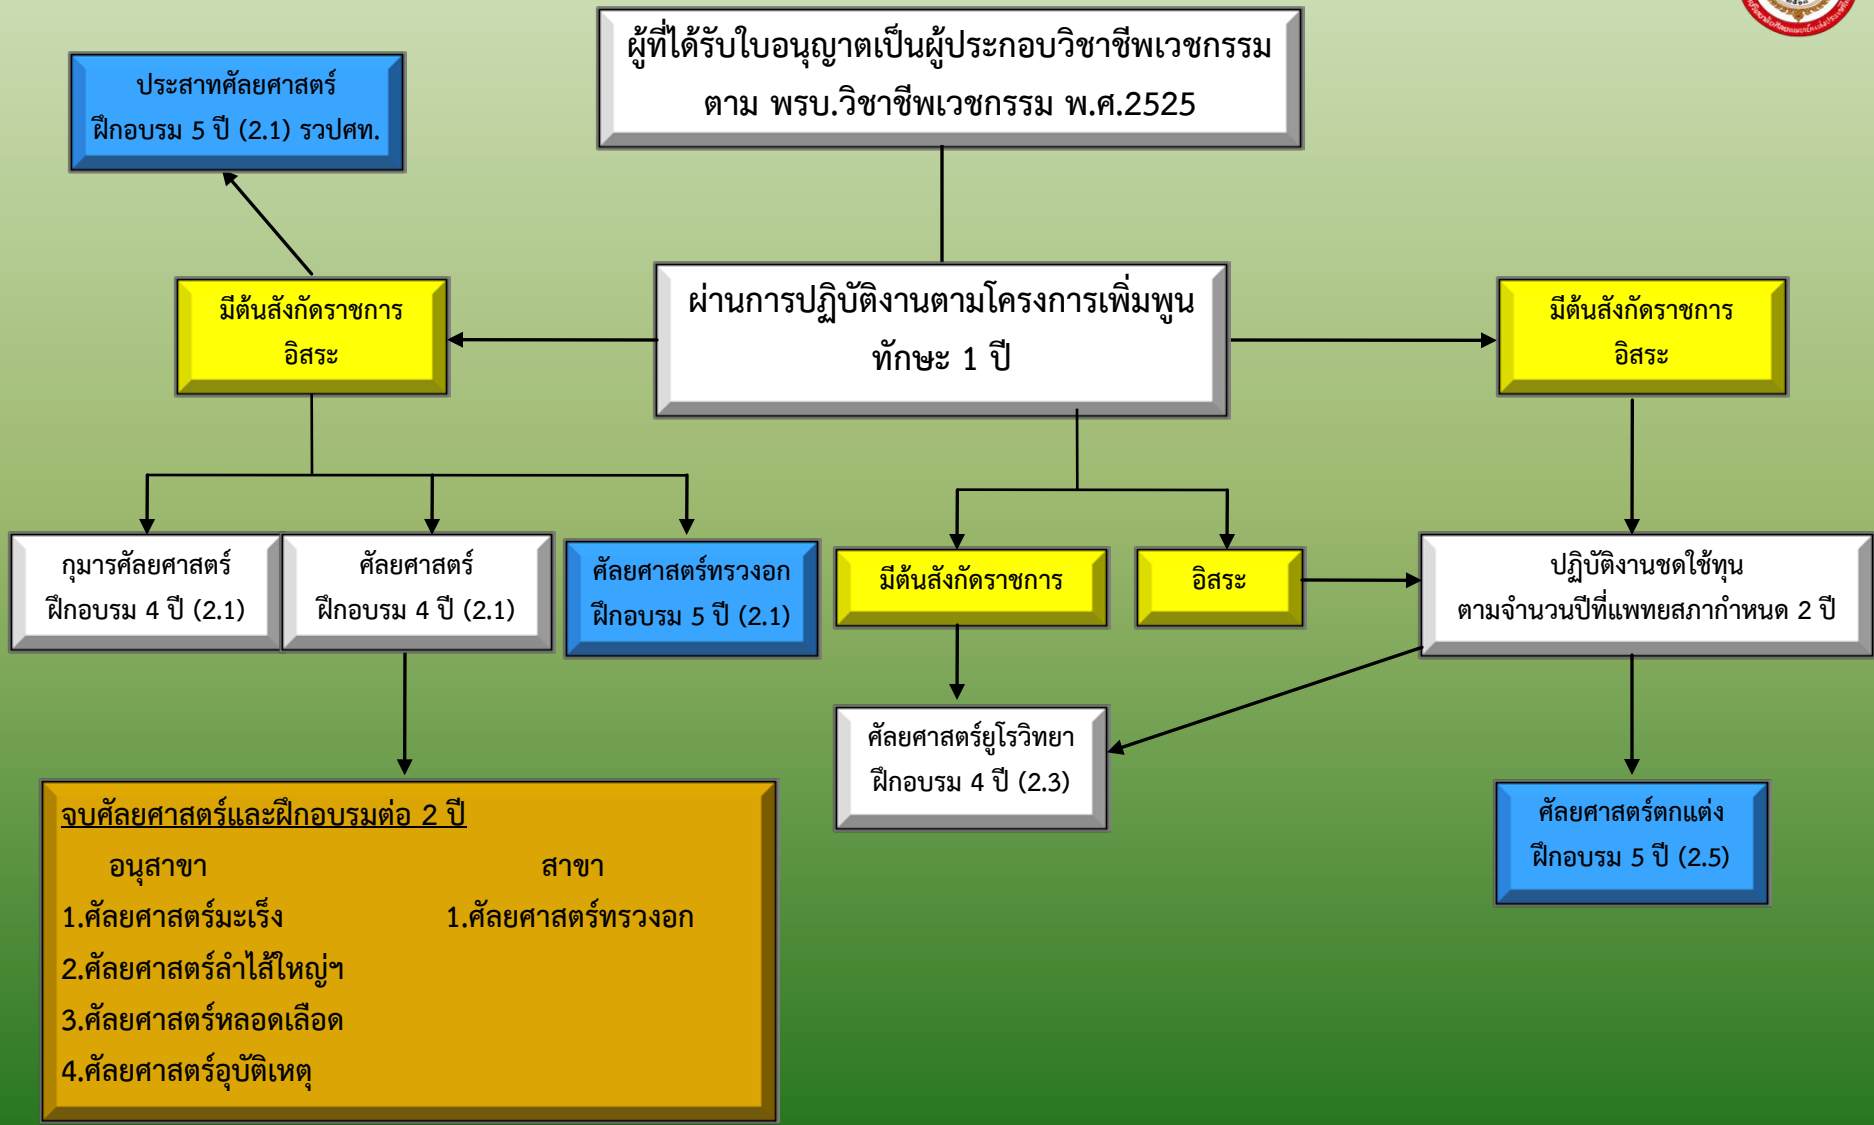 ผู้ที่ได้รับใบอนุญาตเป็นผู้ประกอบวิชาชีพเวชกรรม
ตาม พรบ.วิชาชีพเวชกรรม พ.ศ.2525
ประสาทศัลยศาสตร์
ฝึกอบรม 5 ปี (2.1) รวปศท.
มีต้นสังกัดราชการ
อิสระ
ผ่านการปฏิบัติงานตามโครงการเพิ่มพูน
ทักษะ 1 ปี
มีต้นสังกัดราชการ
อิสระ
กุมารศัลยศาสตร์
ฝึกอบรม 4 ปี (2.1)
ศัลยศาสตร์
ฝึกอบรม 4 ปี (2.1)
ศัลยศาสตร์ทรวงอก
ฝึกอบรม 5 ปี (2.1)
มีต้นสังกัดราชการ
อิสระ
ปฏิบัติงานชดใช้ทุน
ตามจำนวนปีที่แพทยสภากำหนด 2 ปี
ศัลยศาสตร์ยูโรวิทยา
ฝึกอบรม 4 ปี (2.3)
ศัลยศาสตร์ตกแต่ง
ฝึกอบรม 5 ปี (2.5)
จบศัลยศาสตร์และฝึกอบรมต่อ 2 ปี
อนุสาขา สาขา
1.ศัลยศาสตร์มะเร็ง 1.ศัลยศาสตร์ทรวงอก
2.ศัลยศาสตร์ลำไส้ใหญ่ฯ
3.ศัลยศาสตร์หลอดเลือด
4.ศัลยศาสตร์อุบัติเหตุ